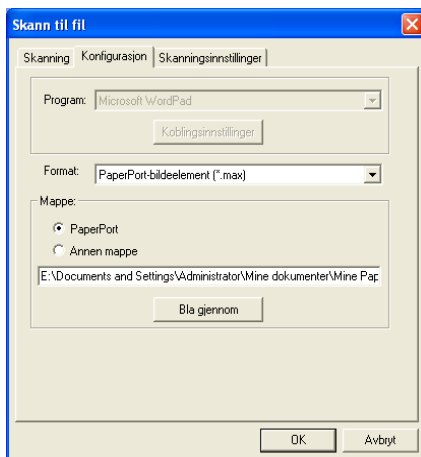 Skann til fil
Skanning Konfigurasjon Skanningsinnstillinger
Program: Microsoft WordPad
Koblingsinnstillinger
Format: PaperPort-bildeelement (*.max)
Mappe:
PaperPort
Annen mappe
E:\Documents and Settings\Administrator\Mine dokumenter\Mine Pap
Bla gjennom
OK Avbryt